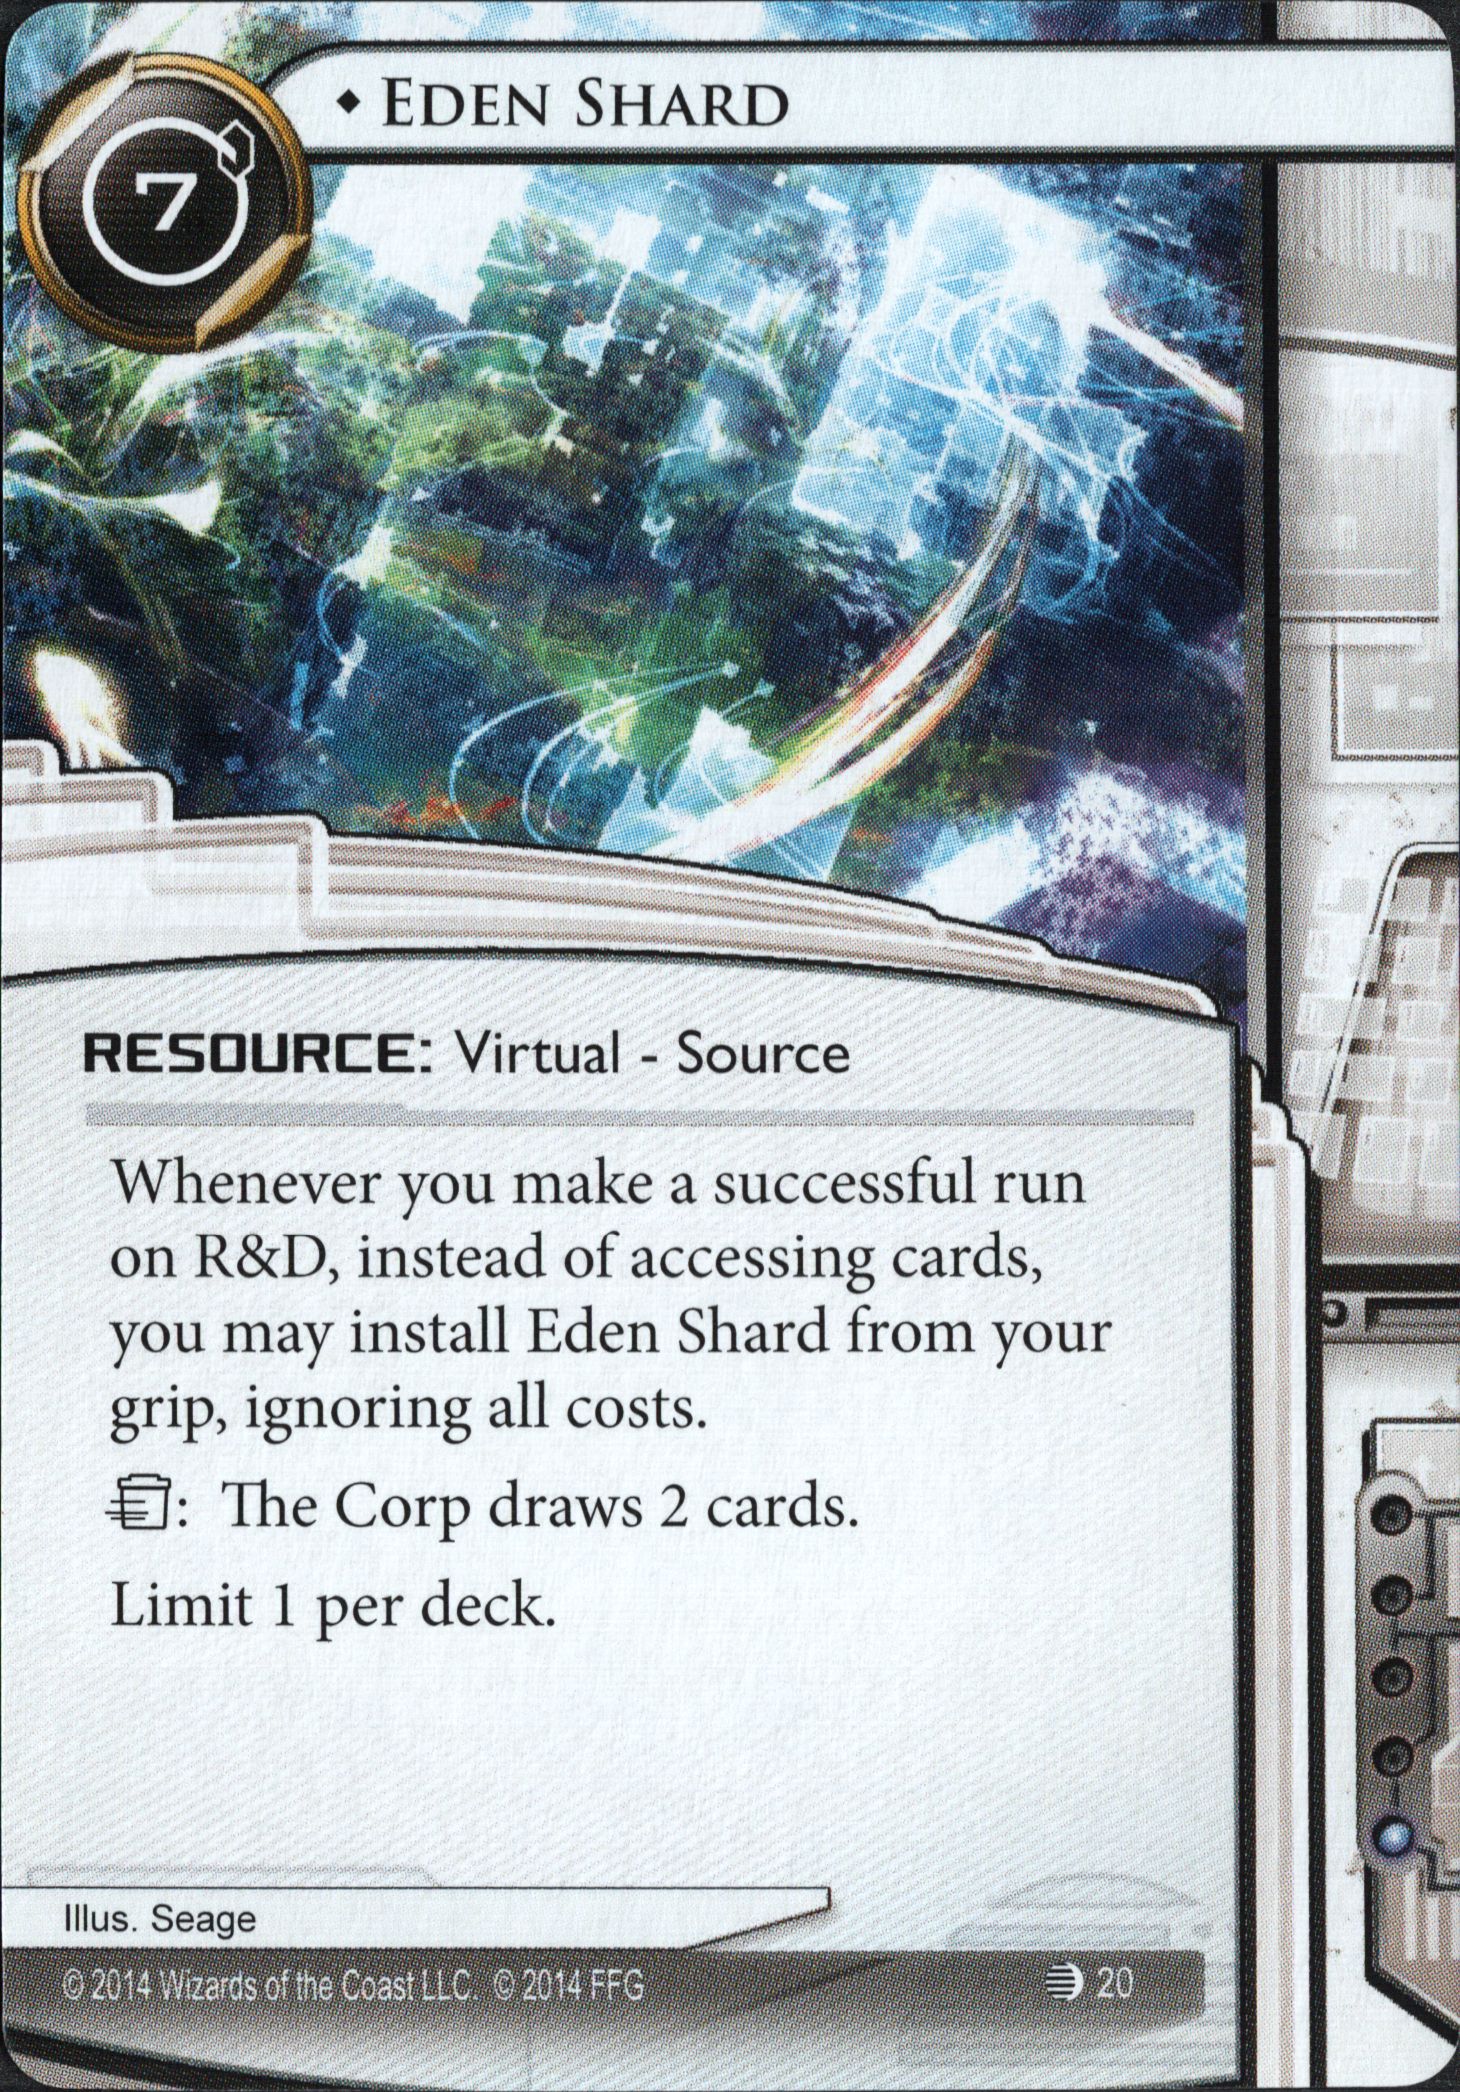 7
◆ EDEN SHARD
RESOURCE: Virtual - Source
Whenever you make a successful run
on R&D, instead of accessing cards,
you may install Eden Shard from your
grip, ignoring all costs.
: The Corp draws 2 cards.
Limit 1 per deck.
Illus. Seage
© 2014 Wizards of the Coast LLC. © 2014 FFG 20